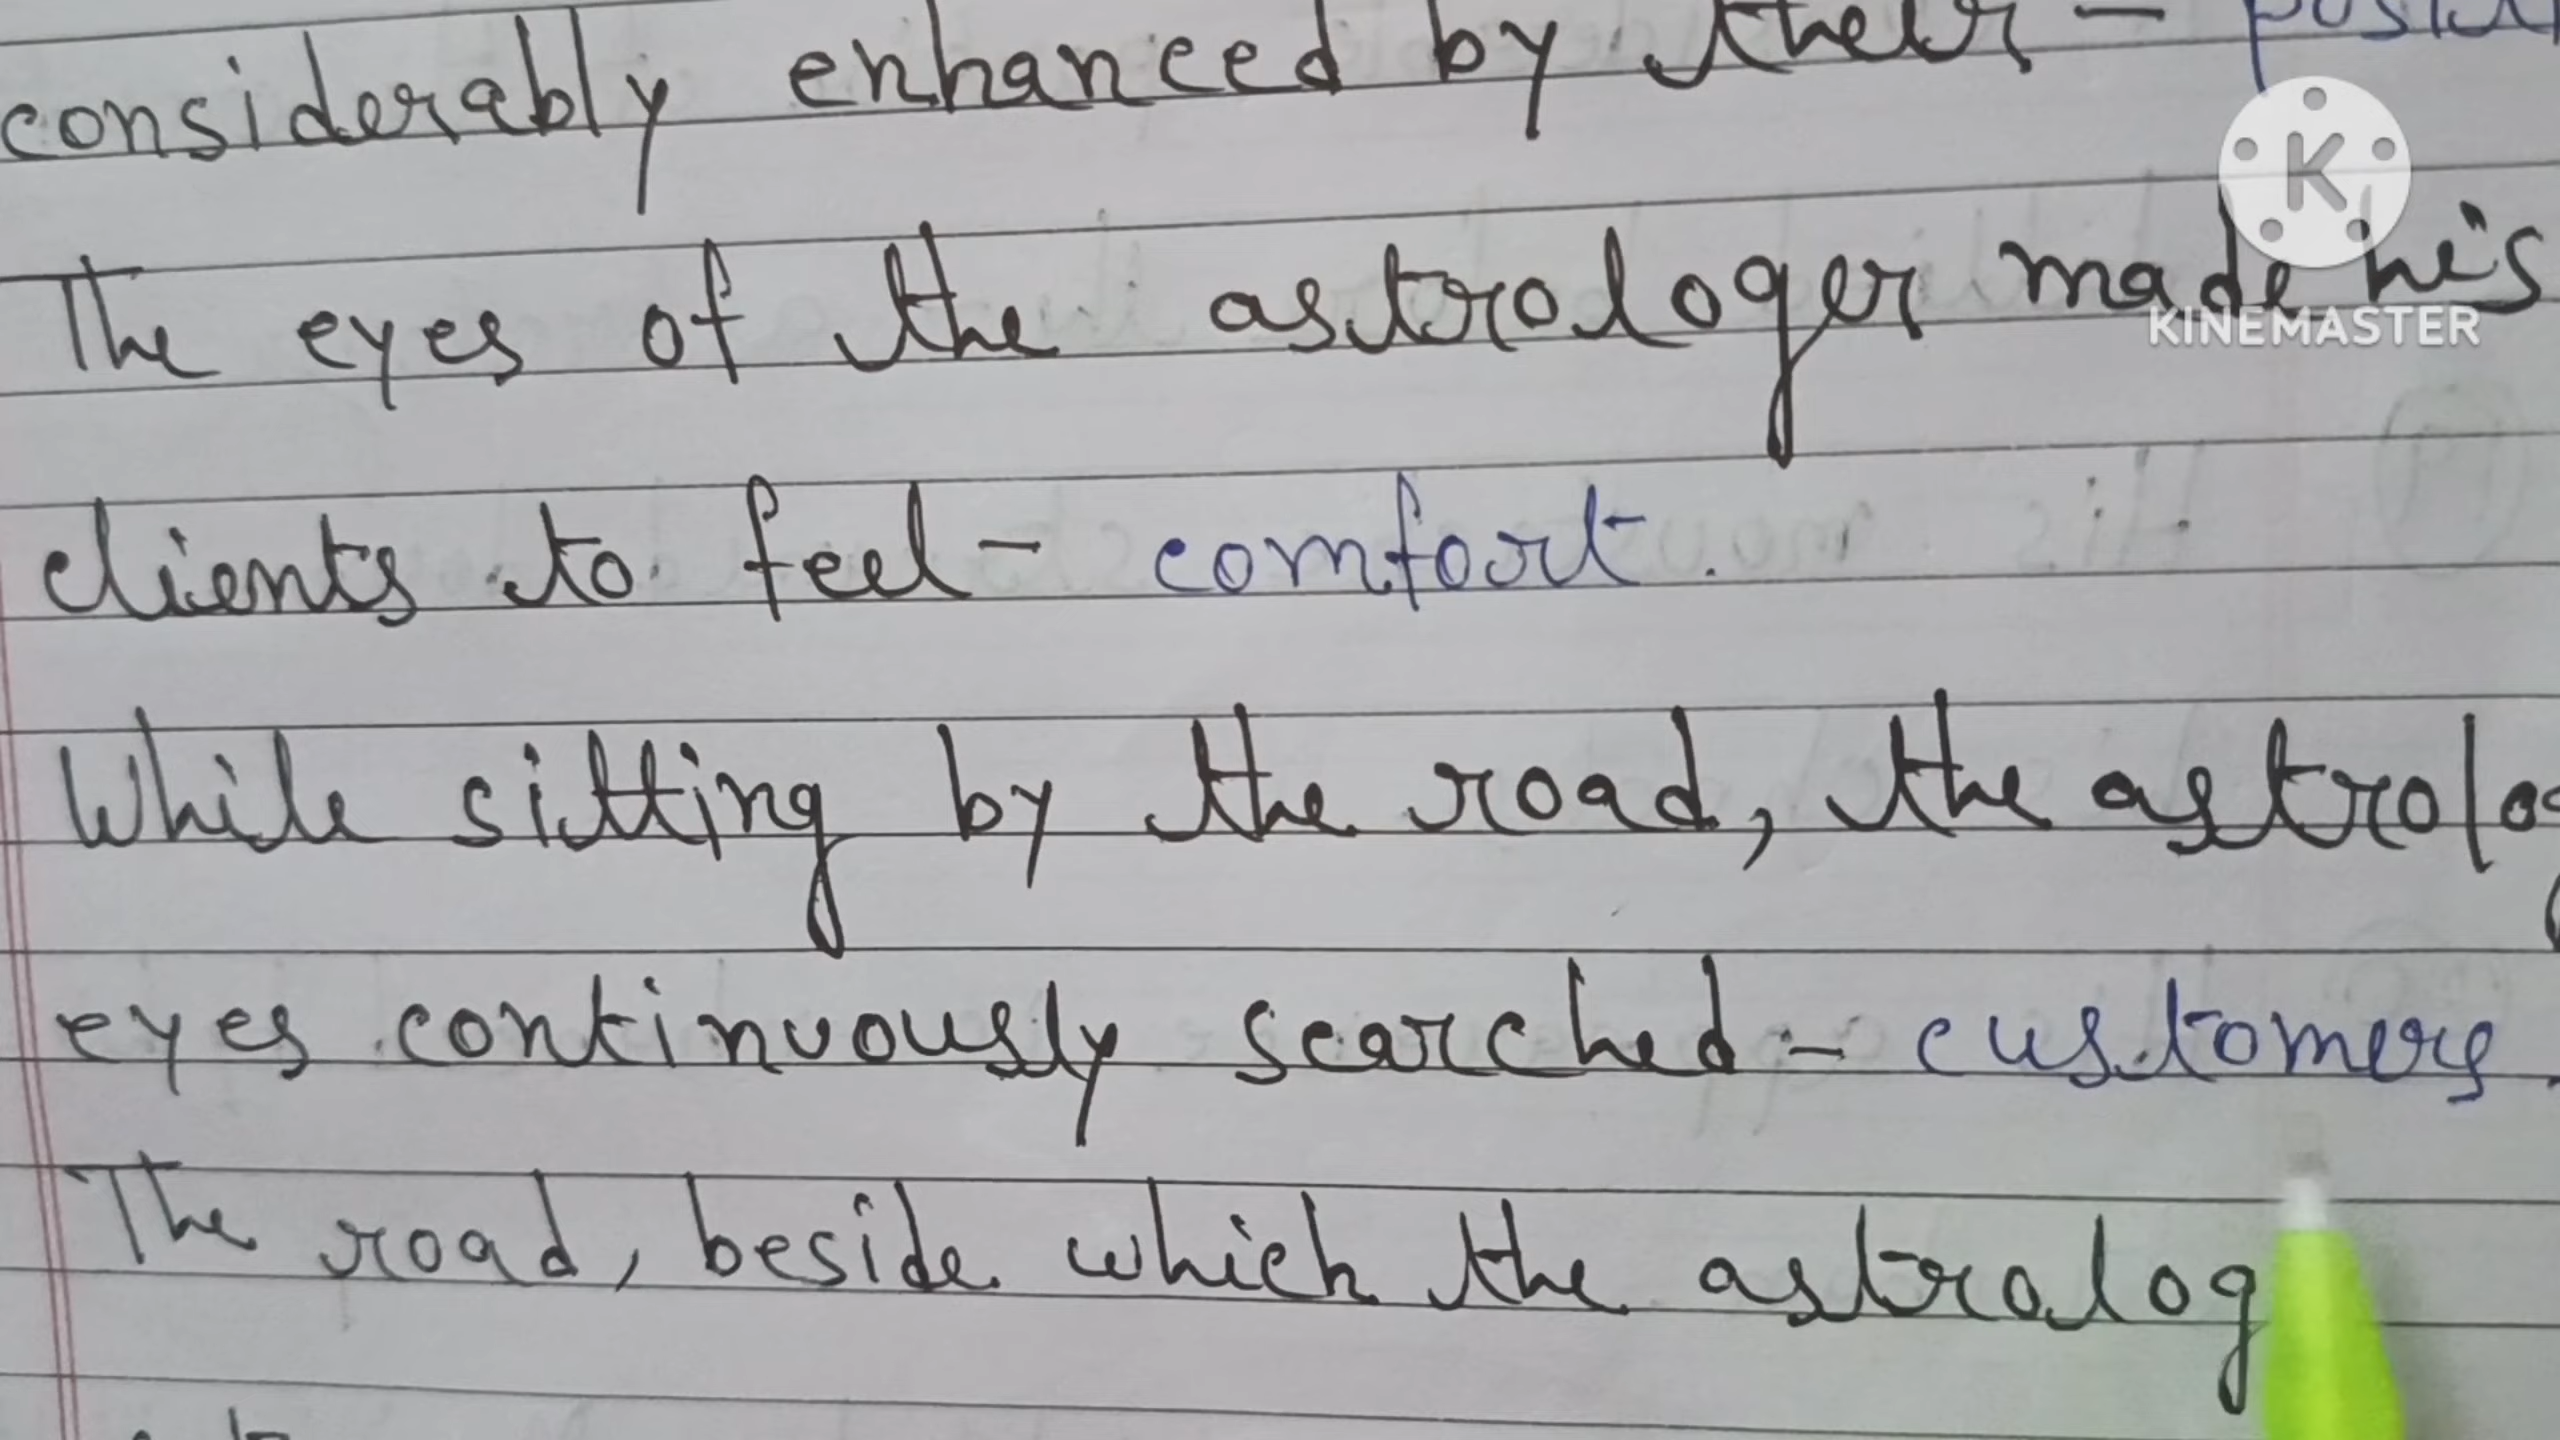 considerably enhanced by their -
The eyes of the astrologer made his
KINEMASTER
clients to feel - comfort.
While sitting by the road, the astrolog
eyes continuously searched - customers.
The road, beside which the astralog